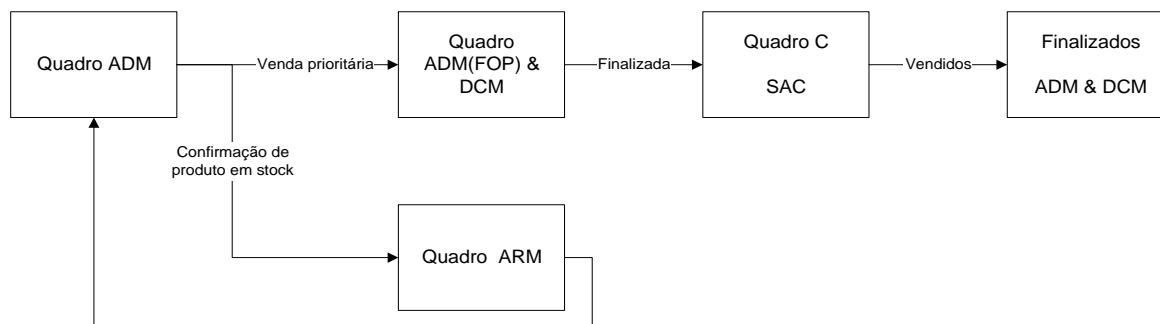 Quadro ADM
Venda prioritária
Quadro
ADM(FOP) &
DCM
Finalizada
Quadro C
SAC
Vendidos
Finalizados
ADM & DCM
Confirmação de
produto em stock
Quadro ARM